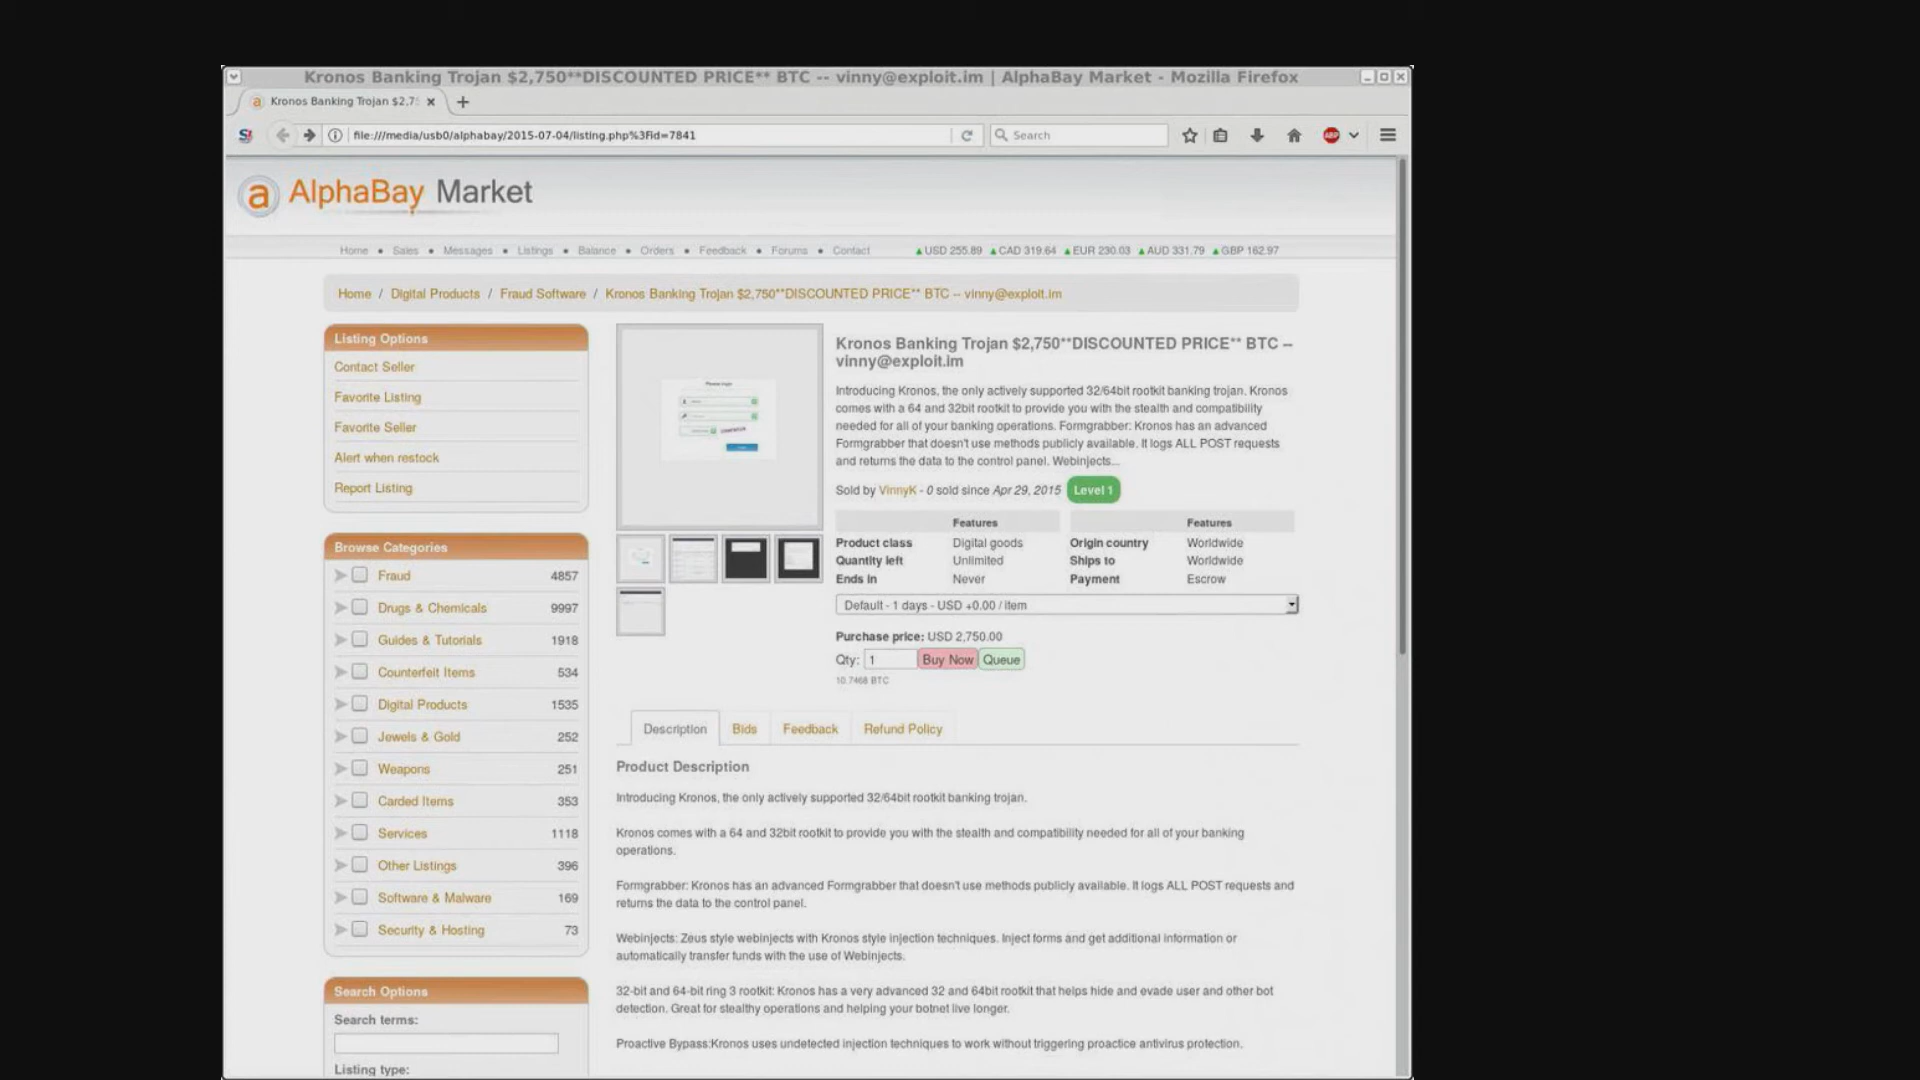 Kronos Banking Trojan $2,750**DISCOUNTED PRICE** BTC -- vinny@exploit.im | AlphaBay Market - Mozilla Firefox
Kronos Banking Trojan $2,75
file:///media/usb0/alphabay/2015-07-04/listing.php%3Fid=7841
Search
ABP
a AlphaBay Market
Home • Sales • Messages • Listings • Balance • Orders • Feedback • Forums • Contact
▲USD 255.89 ▲CAD 319.64 ▲EUR 230.03 ▲AUD 331.79 ▲GBP 162.97
Home / Digital Products / Fraud Software / Kronos Banking Trojan $2,750**DISCOUNTED PRICE** BTC -- vinny@exploit.im
Listing Options
Contact Seller
Favorite Listing
Favorite Seller
Alert when restock
Report Listing
Browse Categories
Fraud 4857
Drugs & Chemicals 9997
Guides & Tutorials 1918
Counterfeit Items 534
Digital Products 1535
Jewels & Gold 252
Weapons 251
Carded Items 353
Services 1118
Other Listings 396
Software & Malware 169
Security & Hosting 73
Search Options
Search terms:
Listing type:
Please login
Kronos Banking Trojan $2,750**DISCOUNTED PRICE** BTC --
vinny@exploit.im
Introducing Kronos, the only actively supported 32/64bit rootkit banking trojan. Kronos
comes with a 64 and 32bit rootkit to provide you with the stealth and compatibility
needed for all of your banking operations. Formgrabber: Kronos has an advanced
Formgrabber that doesn't use methods publicly available. It logs ALL POST requests
and returns the data to the control panel. Webinjects...
Sold by VinnyK - 0 sold since Apr 29, 2015 Level 1
Features Features
Product class Digital goods Origin country Worldwide
Quantity left Unlimited Ships to Worldwide
Ends in Never Payment Escrow
Default - 1 days - USD +0.00 / item
Purchase price: USD 2,750.00
Qty: 1 Buy Now Queue
10.7468 BTC
Description Bids Feedback Refund Policy
Product Description
Introducing Kronos, the only actively supported 32/64bit rootkit banking trojan.
Kronos comes with a 64 and 32bit rootkit to provide you with the stealth and compatibility needed for all of your banking
operations.
Formgrabber: Kronos has an advanced Formgrabber that doesn't use methods publicly available. It logs ALL POST requests and
returns the data to the control panel.
Webinjects: Zeus style webinjects with Kronos style injection techniques. Inject forms and get additional information or
automatically transfer funds with the use of Webinjects.
32-bit and 64-bit ring 3 rootkit: Kronos has a very advanced 32 and 64bit rootkit that helps hide and evade user and other bot
detection. Great for stealthy operations and helping your botnet live longer.
Proactive Bypass:Kronos uses undetected injection techniques to work without triggering proactice antivirus protection.